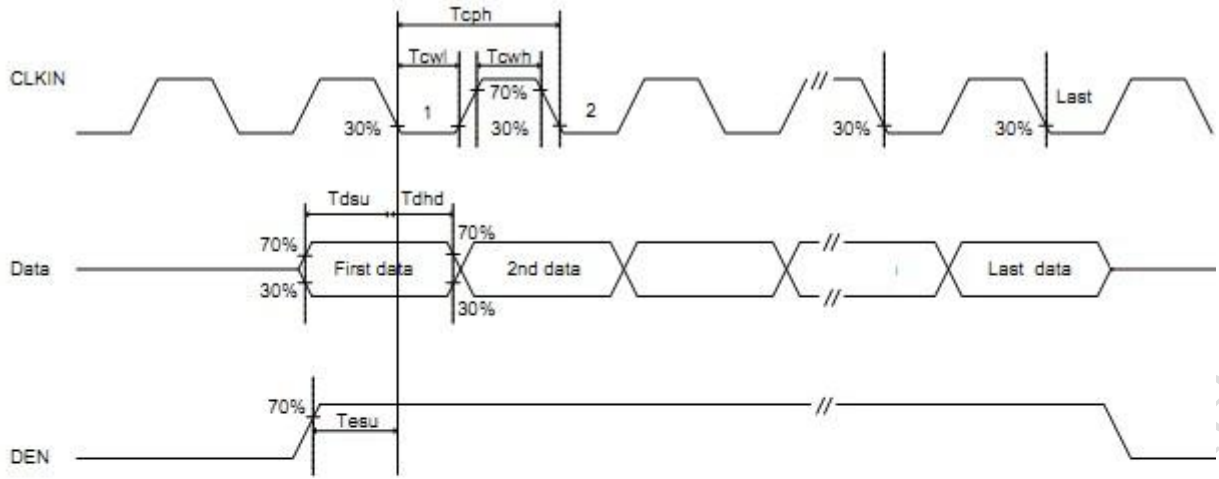 Tcph
Tcwl Tcwh
CLKIN
70%
30% 1 30% 2 30% 30% Last
Tdsu Tdhd
70% 70%
Data First data 2nd data Last data
30% 30%
70%
Tesu
DEN